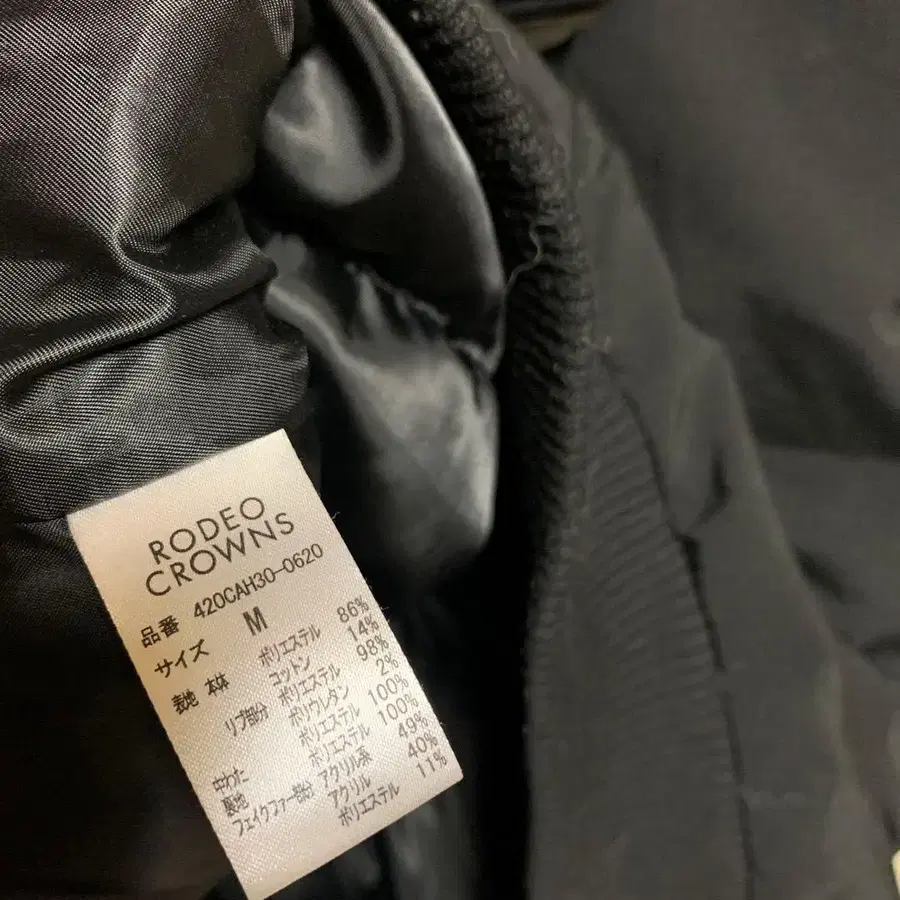 RODEO
CROWNS
品番 420CAH30-0620
サイズ M
表地 本体 ポリエステル 86%
コットン 14%
リブ部分 ポリエステル 98%
ポリウレタン 2%
中わた ポリエステル 100%
裏地 ポリエステル 100%
フェイクファー部分 アクリル系 49%
アクリル 40%
ポリエステル 11%